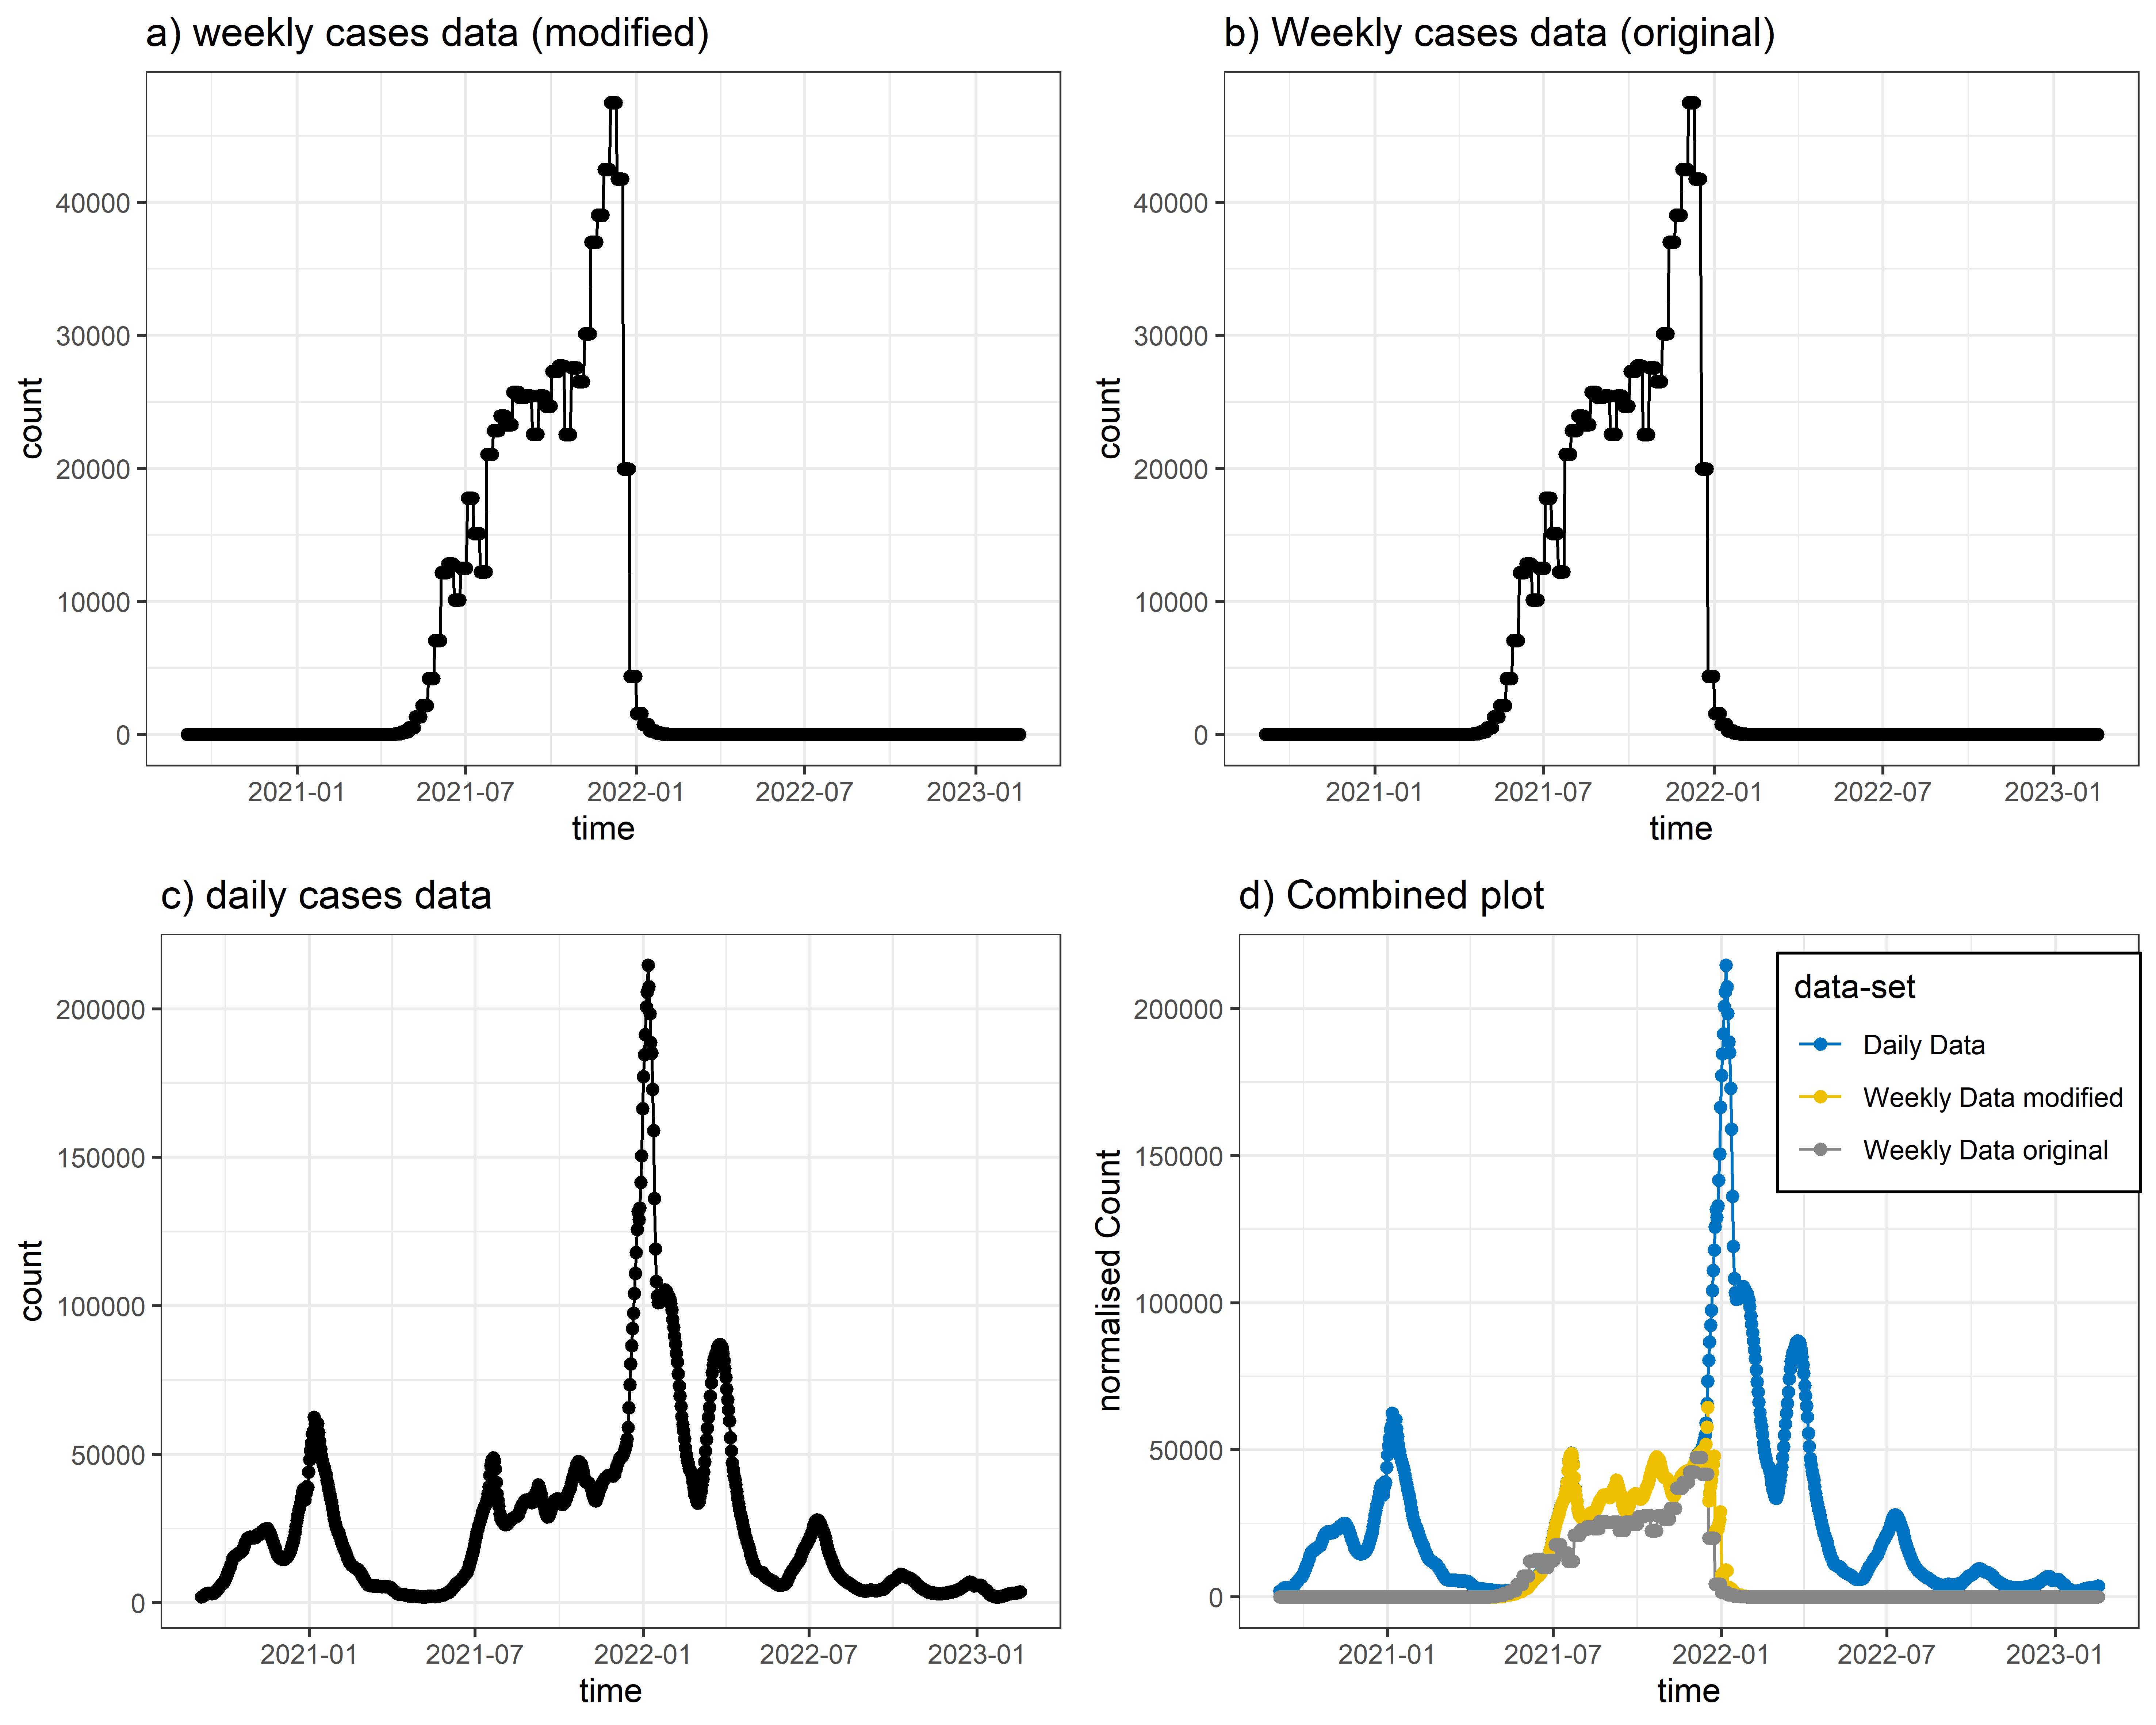 a) weekly cases data (modified)
count
40000
30000
20000
10000
0
2021-01 2021-07 2022-01 2022-07 2023-01
time
b) Weekly cases data (original)
count
40000
30000
20000
10000
0
2021-01 2021-07 2022-01 2022-07 2023-01
time
c) daily cases data
count
200000
150000
100000
50000
0
2021-01 2021-07 2022-01 2022-07 2023-01
time
d) Combined plot
normalised Count
200000
150000
100000
50000
0
2021-01 2021-07 2022-01 2022-07 2023-01
time
data-set
Daily Data
Weekly Data modified
Weekly Data original